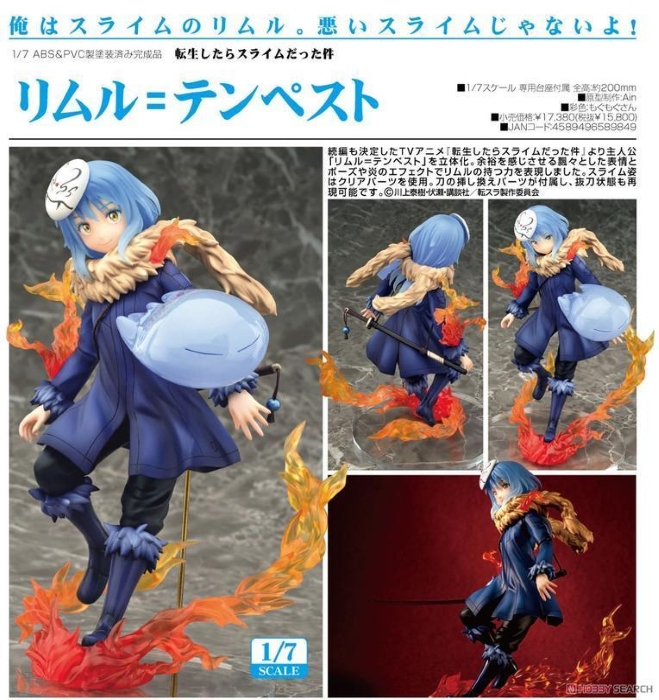 俺はスライムのリムル。悪いスライムじゃないよ!
1/7 ABS&PVC製塗装済み完成品 転生したらスライムだった件
リムル=テンペスト
■1/7スケール 専用台座付属 全高:約200mm
■原型制作:Ain
■彩色:もぐもぐさん
■小売価格:¥17,380(税抜¥15,800)
■JANコード:4589496589849
続編も決定したTVアニメ『転生したらスライムだった件』より主人公
「リムル=テンペスト」を立体化。余裕を感じさせる飄々とした表情と
ポーズや炎のエフェクトでリムルの持つ力を表現しました。スライム姿
はクリアパーツを使用。刀の挿し換えパーツが付属し、抜刀状態も再
現可能です。©川上泰樹・伏瀬・講談社/転スラ製作委員会
1/7
SCALE
HOBBY SEARCH